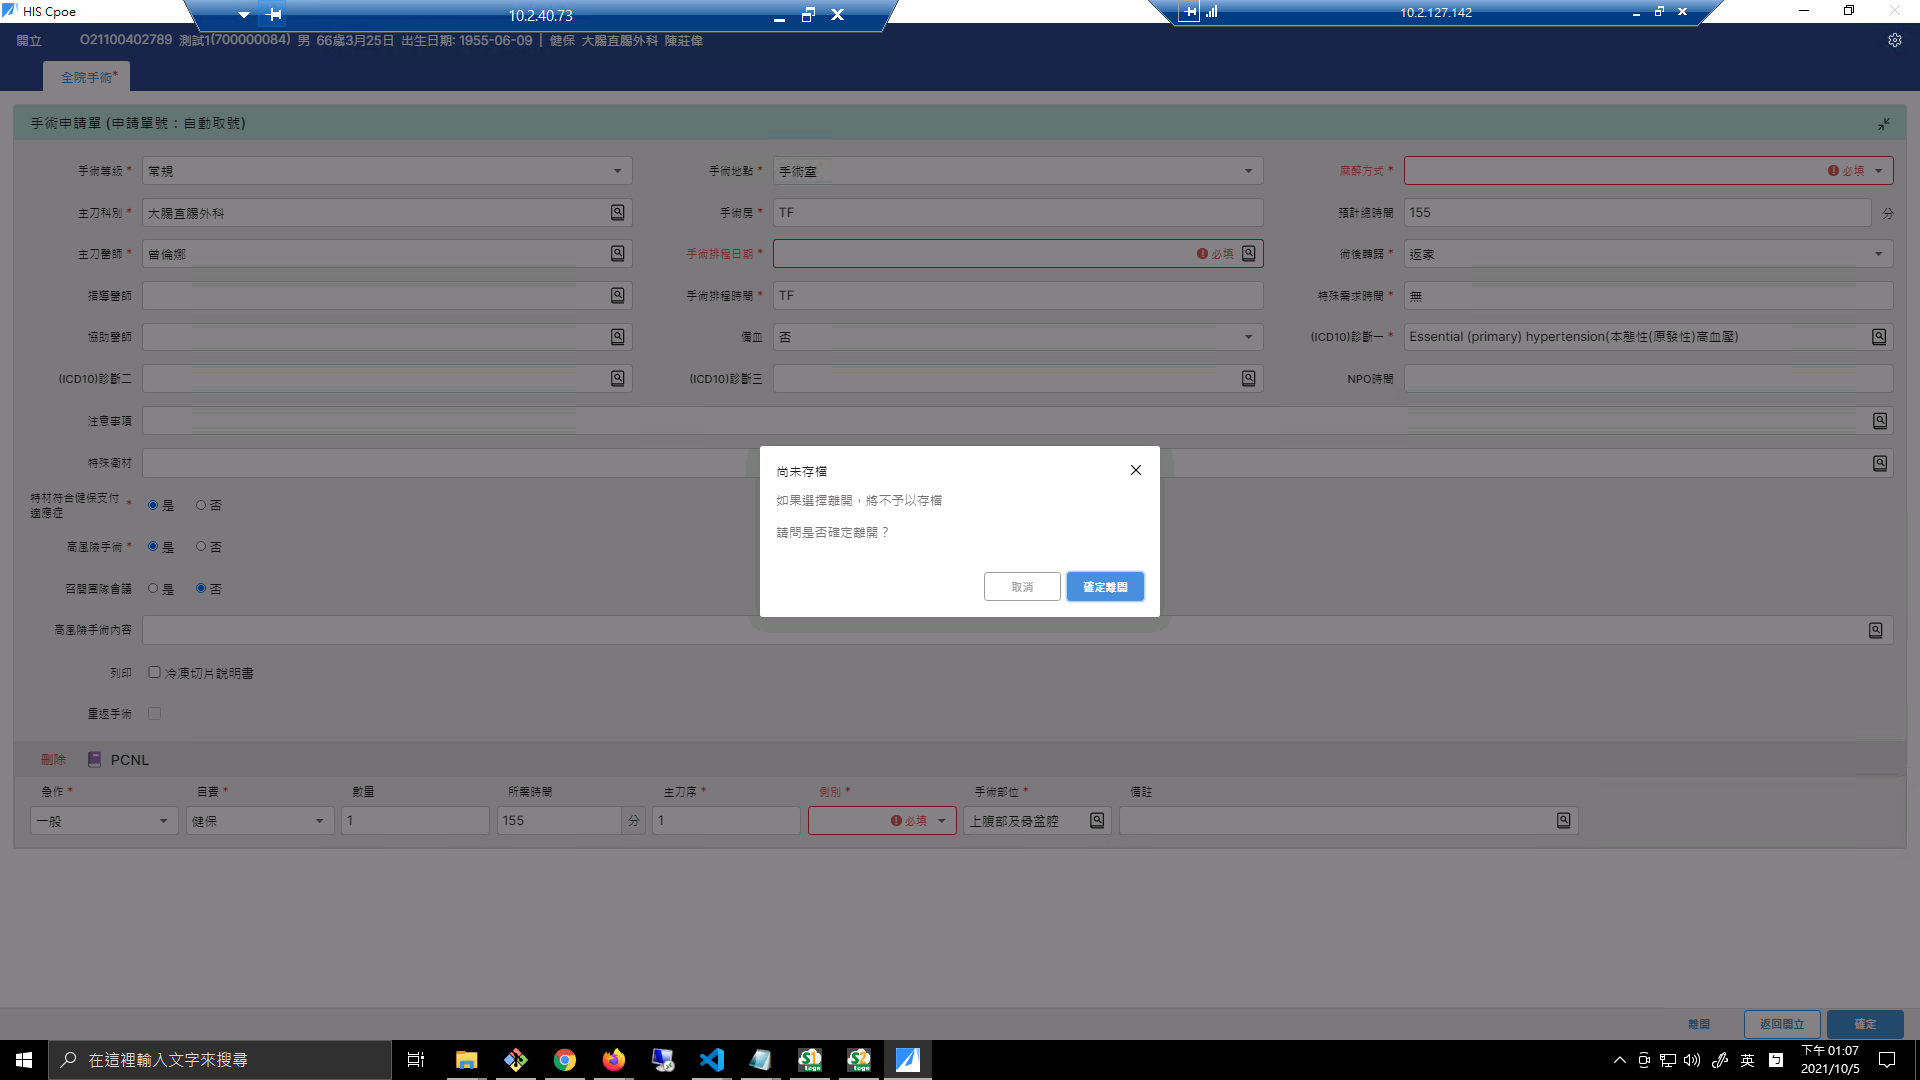 HIS Cpoe
10.2.40.73
10.2.127.142
開立 O21100402789 測試1(700000084) 男 66歲3月25日 出生日期: 1955-06-09 | 健保 大腸直腸外科 陳莊偉
全院手術*
手術申請單 (申請單號：自動取號)
手術等級 * 常規 手術地點 * 手術室 麻醉方式 * 必填
主刀科別 * 大腸直腸外科 手術房 * TF 預計總時間 155 分
主刀醫師 * 曾倫娜 手術排程日期 * 必填 術後轉歸 * 返家
指導醫師 手術排程時間 * TF 特殊需求時間 * 無
協助醫師 備血 否 (ICD10)診斷一 * Essential (primary) hypertension(本態性(原發性)高血壓)
(ICD10)診斷二 (ICD10)診斷三 NPO時間
注意事項
特殊衛材
特材符合健保支付適應症 * 是 否
高風險手術 * 是 否
召開團隊會議 是 否
高風險手術內容
列印 冷凍切片說明書
重返手術
尚未存檔
如果選擇離開，將不予以存檔
請問是否確定離開？
取消 確定離開
刪除 PCNL
急作 * 自費 * 數量 所需時間 主刀序 * 側別 * 手術部位 * 備註
一般 健保 1 155 分 1 必填 上腹部及骨盆腔
離開 返回開立 確定
在這裡輸入文字來搜尋
英
下午 01:07
2021/10/5